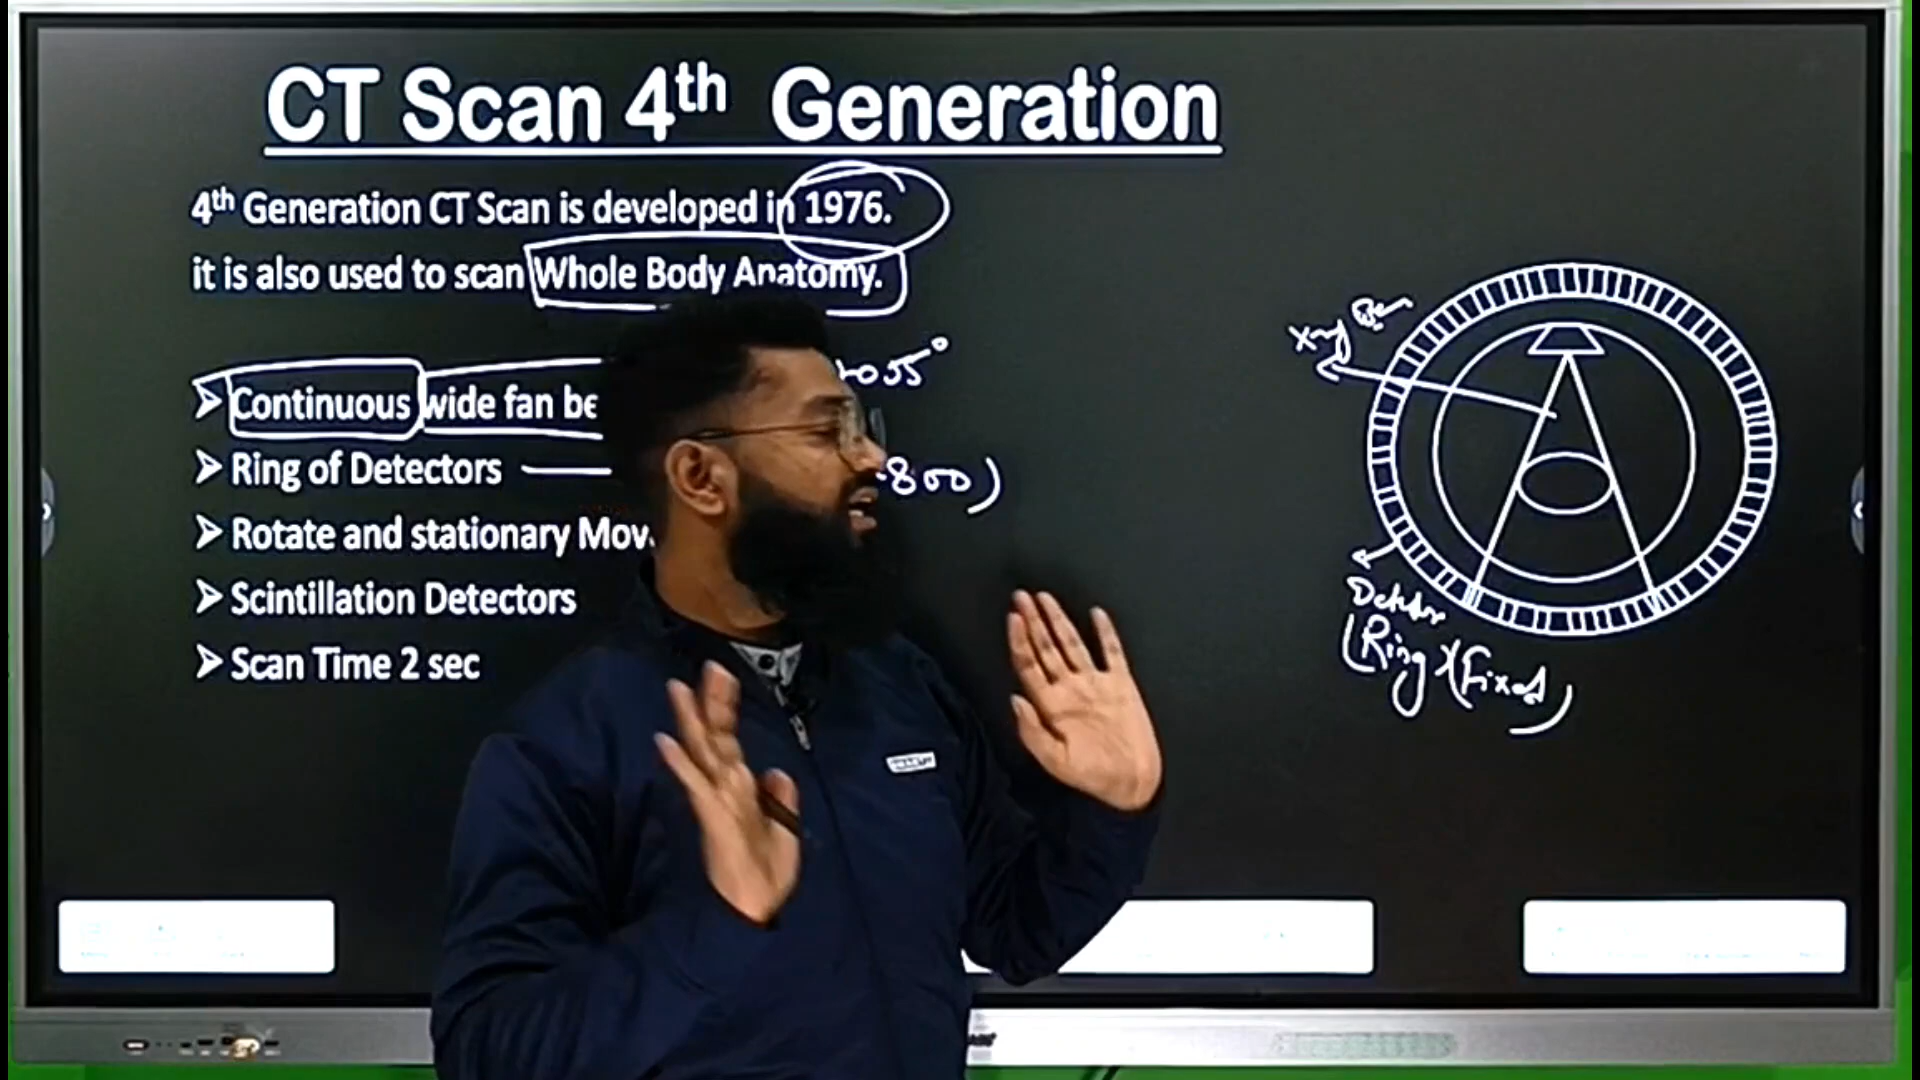 CT Scan 4th Generation
4th Generation CT Scan is developed in 1976.
it is also used to scan Whole Body Anatomy.
➢ Continuous wide fan be
➢ Ring of Detectors
-800)
➢ Rotate and stationary Mov
➢ Scintillation Detectors
➢ Scan Time 2 sec
(Ring) (Fixed)